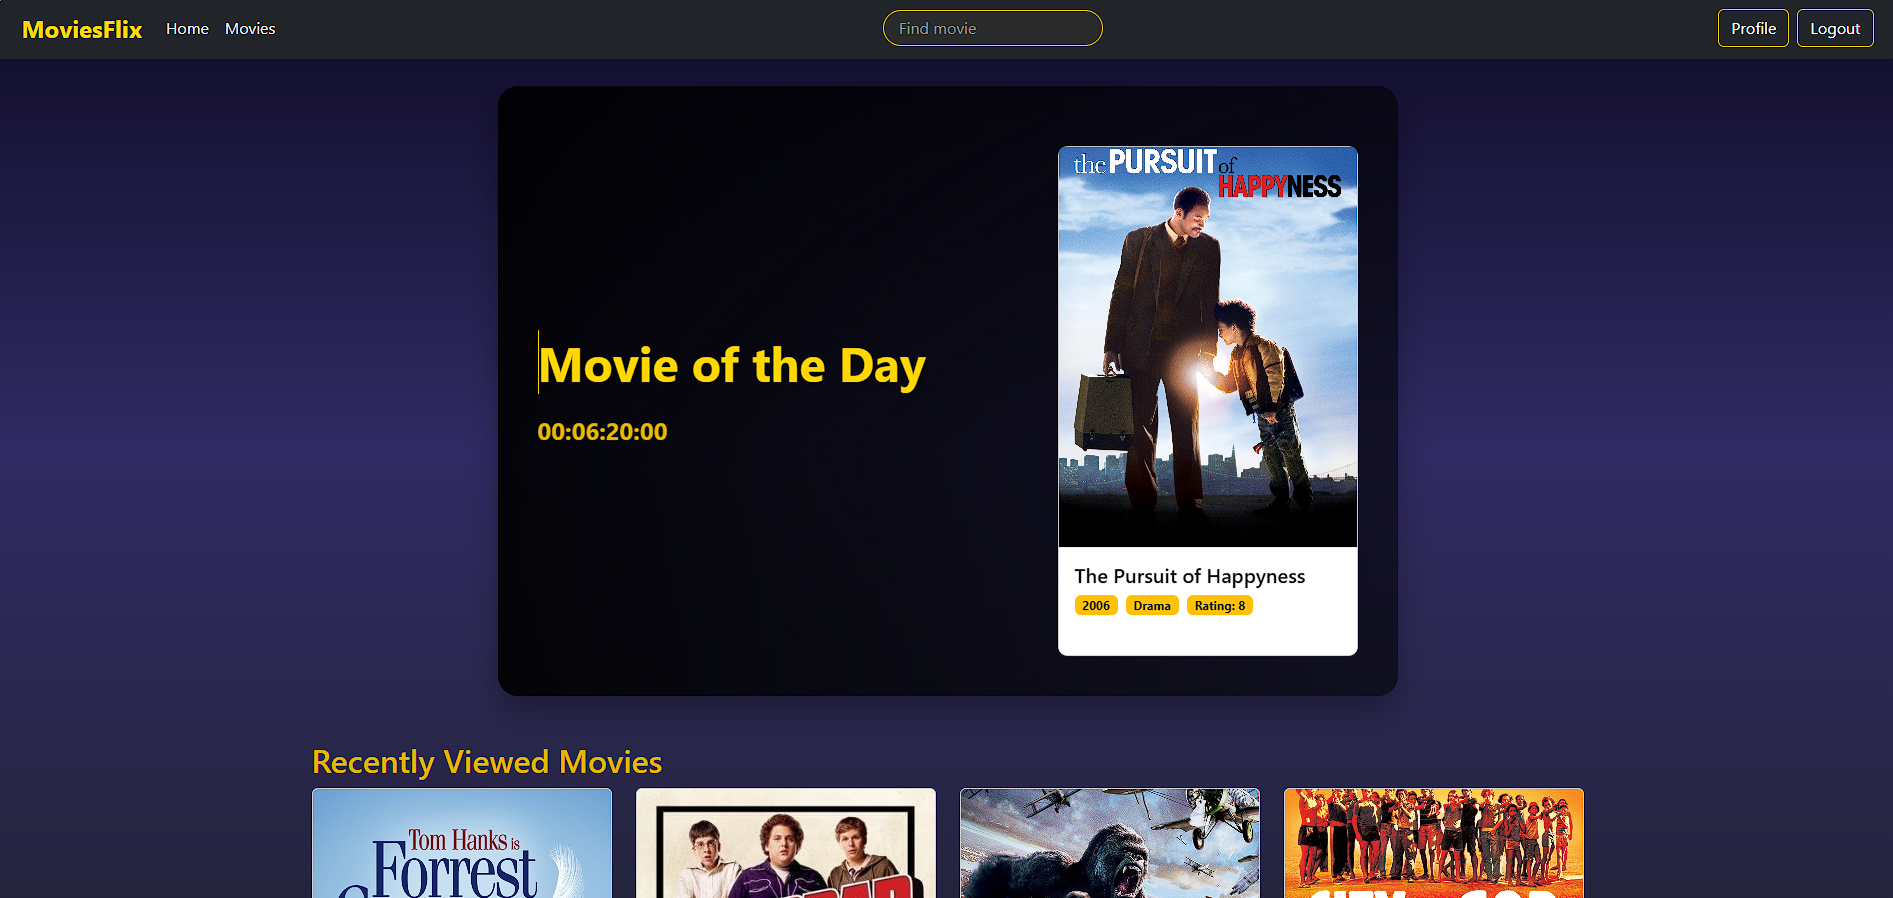 MoviesFlix Home Movies Find movie Profile Logout
the PURSUIT of
HAPPYNESS
Movie of the Day
00:06:20:00
The Pursuit of Happyness
2006 Drama Rating: 8
Recently Viewed Movies
Tom Hanks is
Forrest